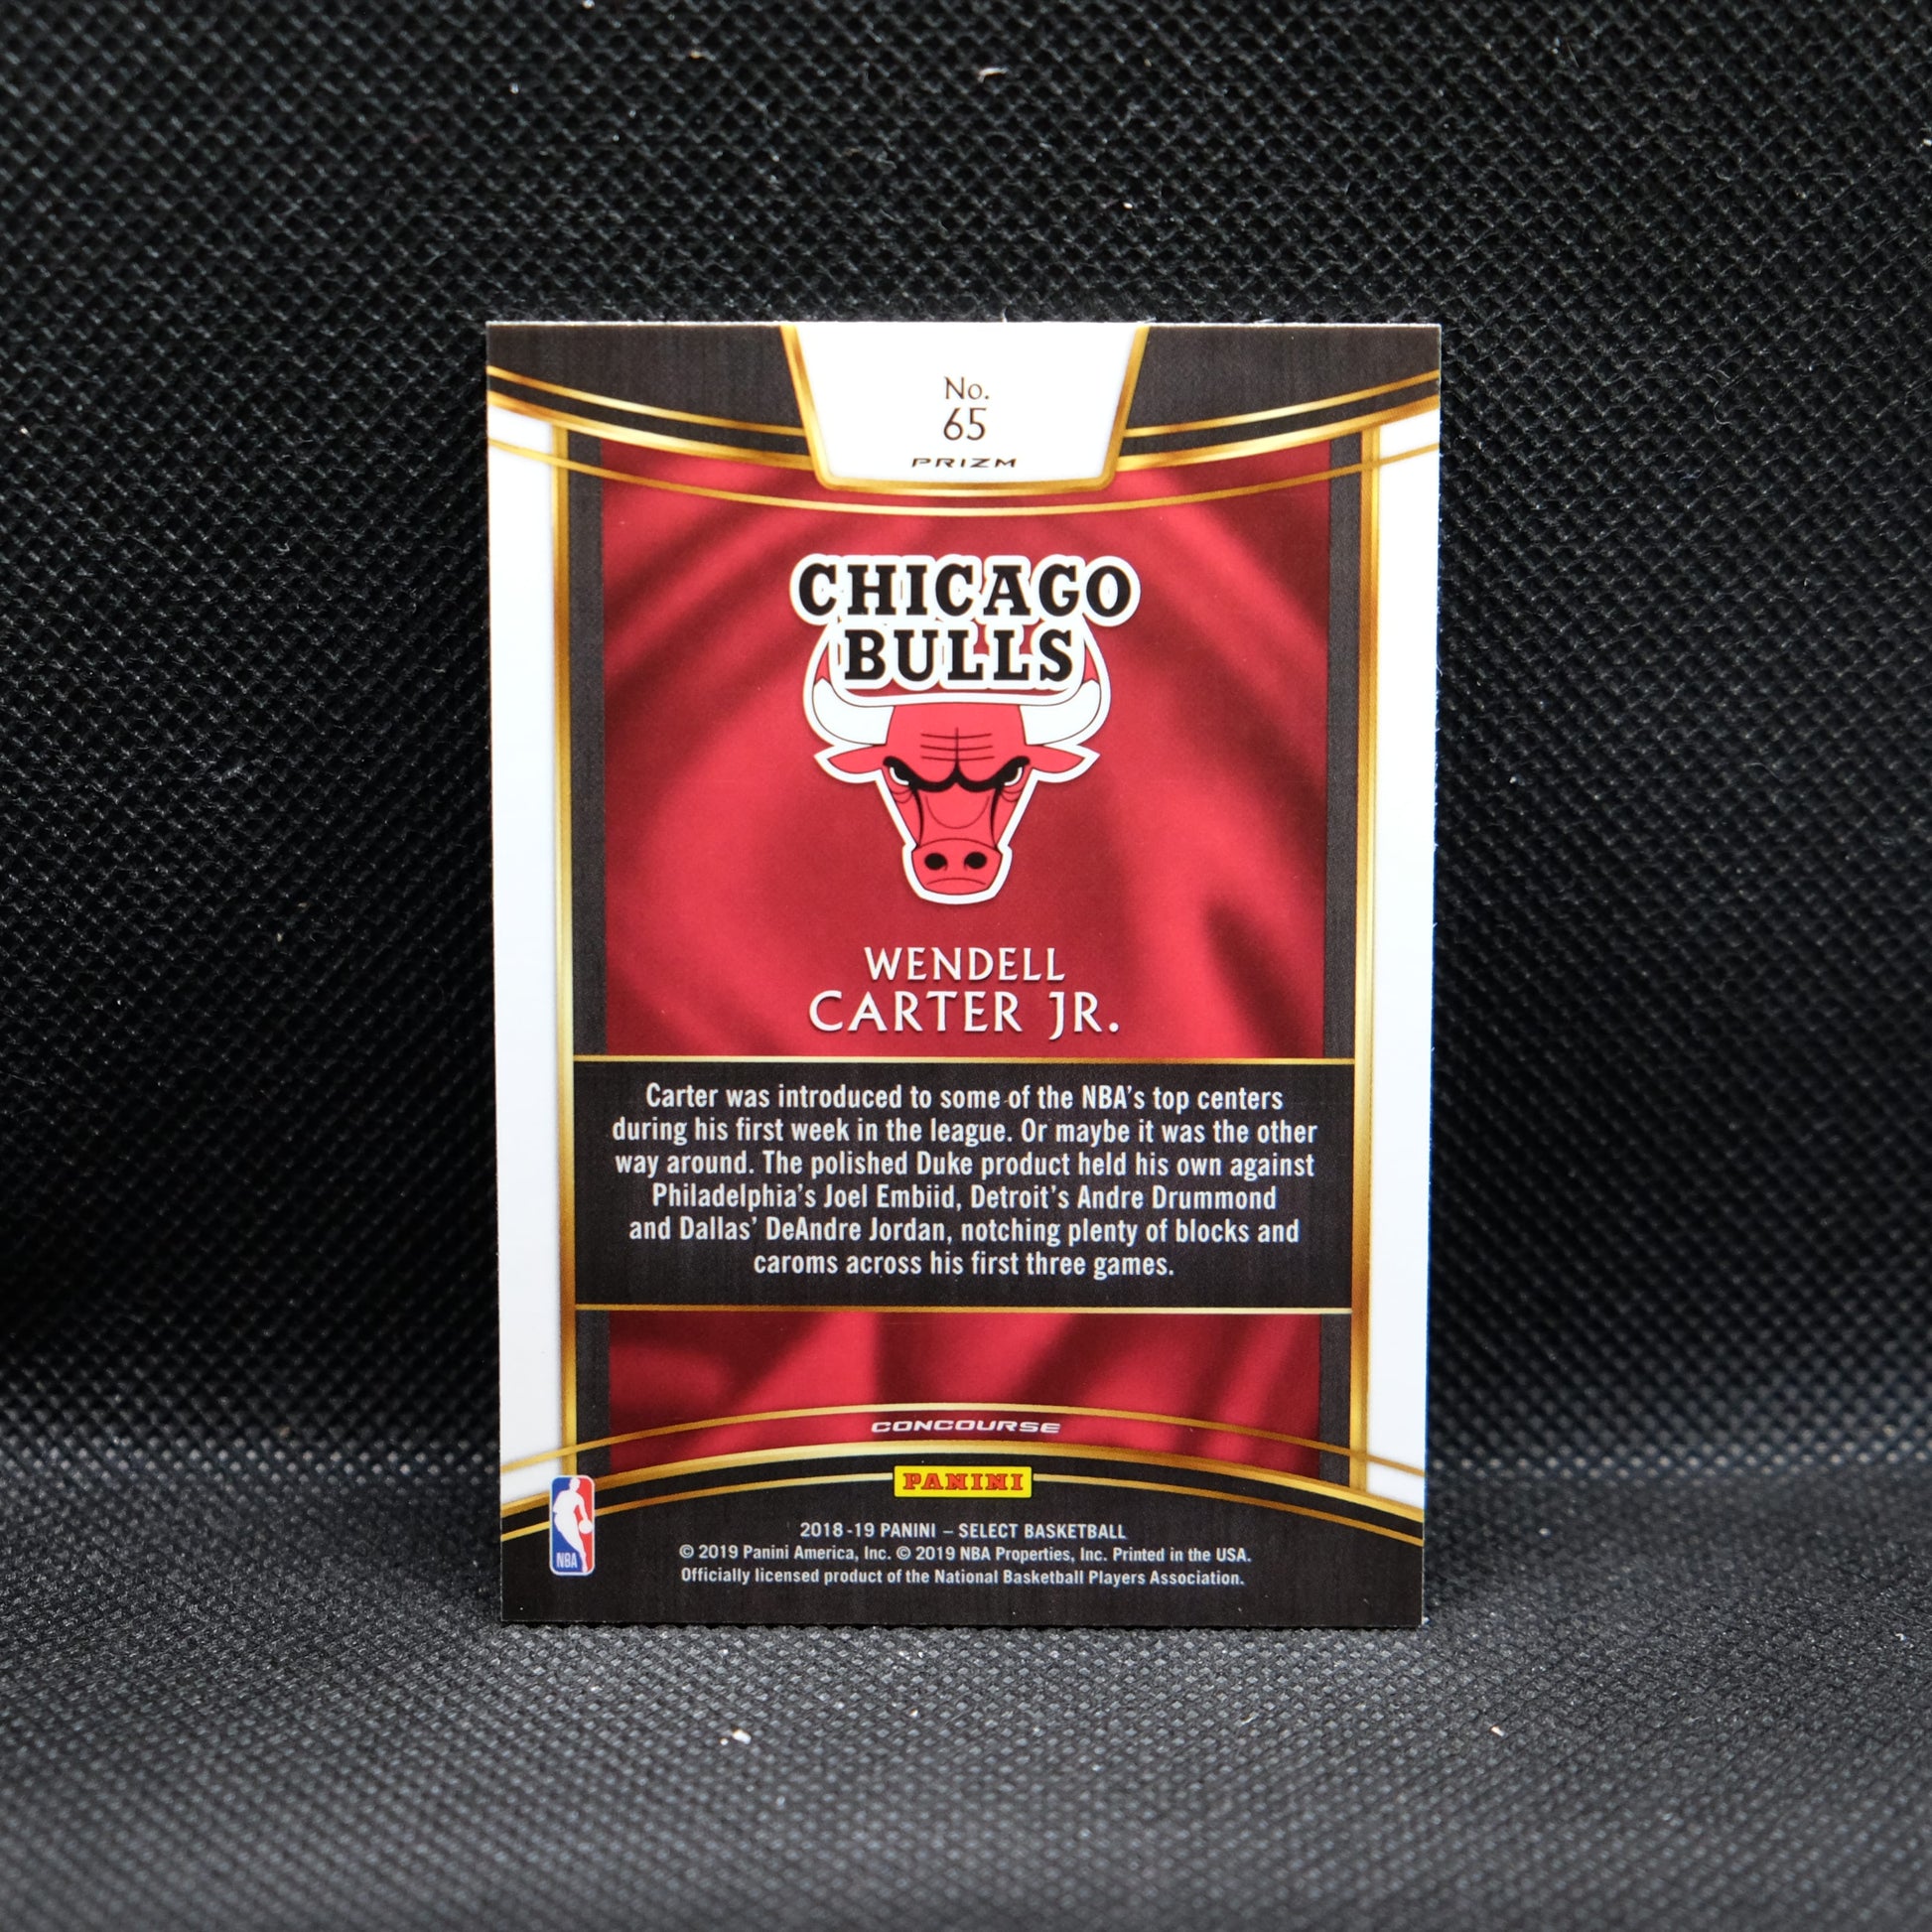 No.
65
PRIZM
CHICAGO
BULLS
WENDELL
CARTER JR.
Carter was introduced to some of the NBA's top centers
during his first week in the league. Or maybe it was the other
way around. The polished Duke product held his own against
Philadelphia's Joel Embiid, Detroit's Andre Drummond
and Dallas' DeAndre Jordan, notching plenty of blocks and
caroms across his first three games.
CONCOURSE
PANINI
NBA
2018-19 PANINI – SELECT BASKETBALL
© 2019 Panini America, Inc. © 2019 NBA Properties, Inc. Printed in the USA.
Officially licensed product of the National Basketball Players Association.